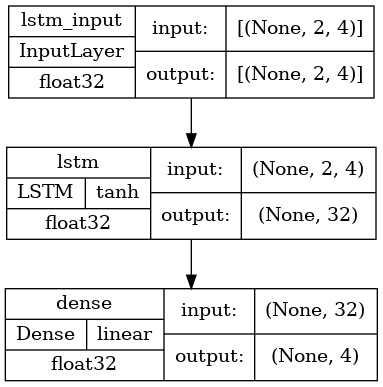 lstm_input
InputLayer
float32
input: [(None, 2, 4)]
output: [(None, 2, 4)]
lstm
LSTM tanh
float32
input: (None, 2, 4)
output: (None, 32)
dense
Dense linear
float32
input: (None, 32)
output: (None, 4)